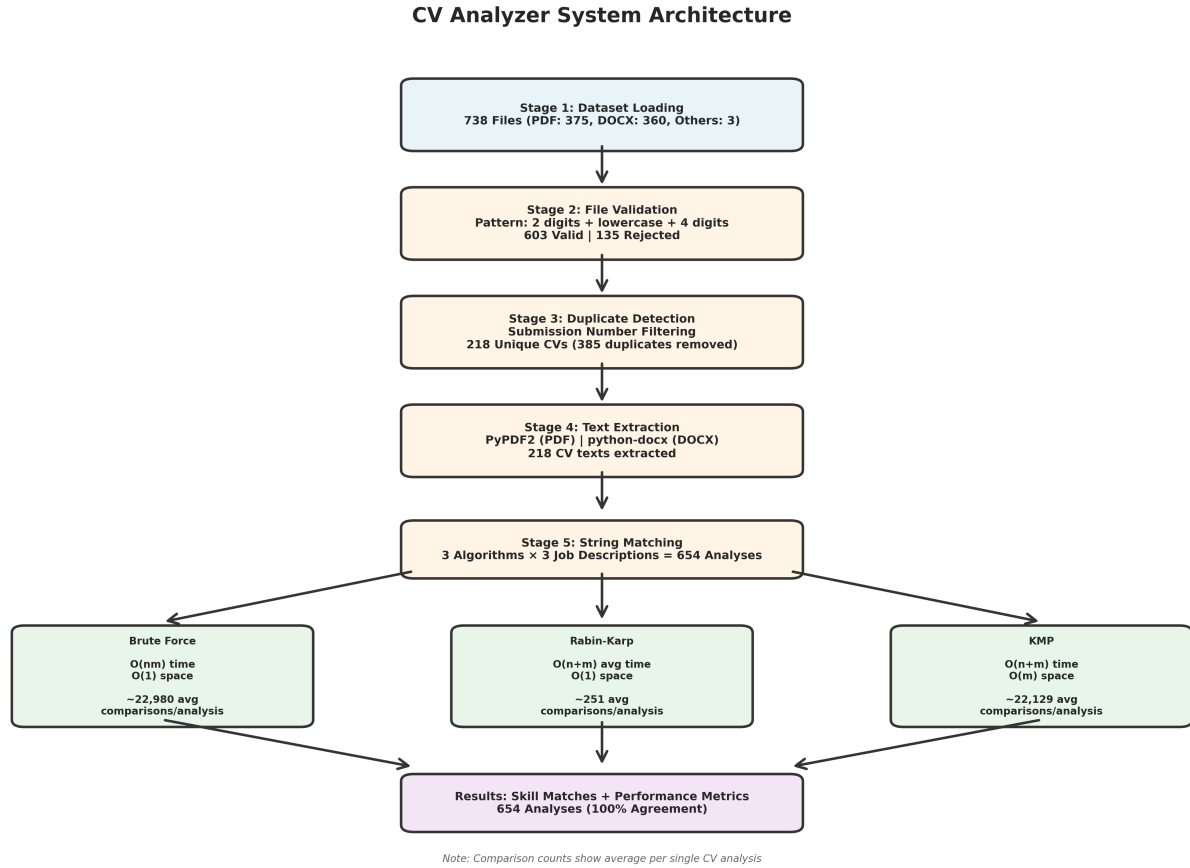 CV Analyzer System Architecture
Stage 1: Dataset Loading
738 Files (PDF: 375, DOCX: 360, Others: 3)
Stage 2: File Validation
Pattern: 2 digits + lowercase + 4 digits
603 Valid | 135 Rejected
Stage 3: Duplicate Detection
Submission Number Filtering
218 Unique CVs (385 duplicates removed)
Stage 4: Text Extraction
PyPDF2 (PDF) | python-docx (DOCX)
218 CV texts extracted
Stage 5: String Matching
3 Algorithms × 3 Job Descriptions = 654 Analyses
Brute Force
O(nm) time
O(1) space
~22,980 avg
comparisons/analysis
Rabin-Karp
O(n+m) avg time
O(1) space
~251 avg
comparisons/analysis
KMP
O(n+m) time
O(m) space
~22,129 avg
comparisons/analysis
Results: Skill Matches + Performance Metrics
654 Analyses (100% Agreement)
Note: Comparison counts show average per single CV analysis